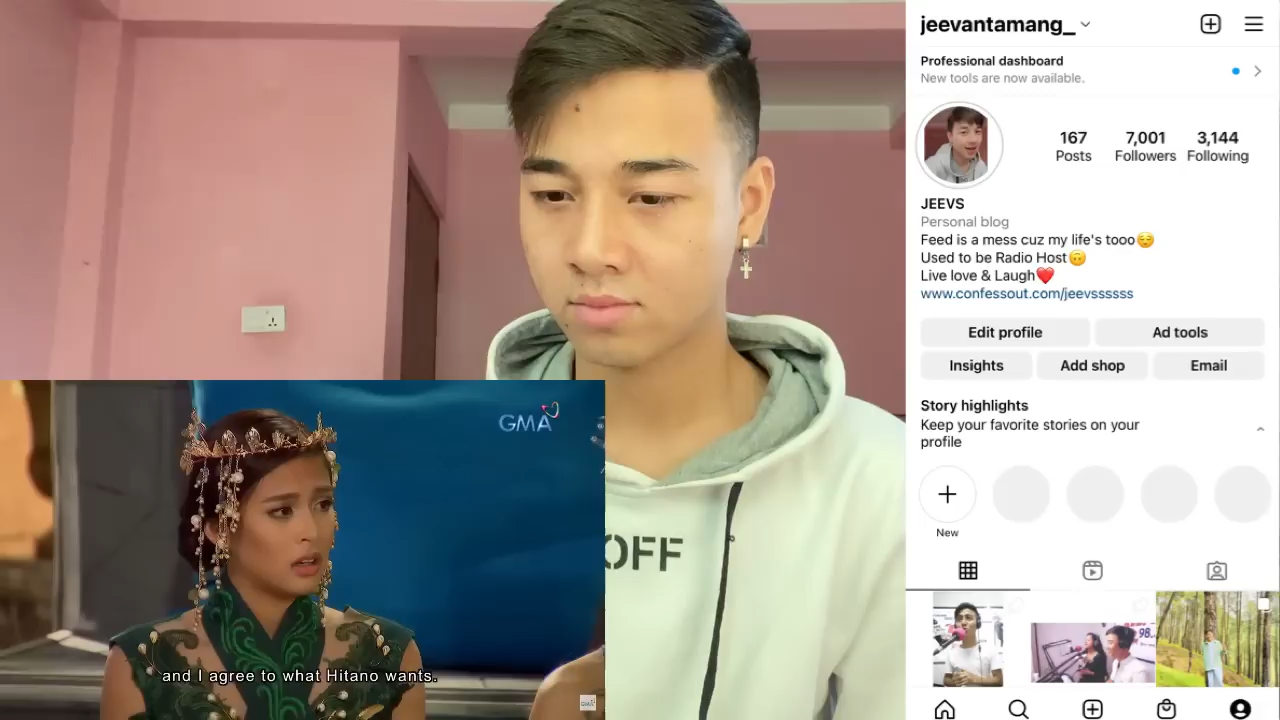 GMA
and I agree to what Hitano wants.
OFF
jeevantamang_
Professional dashboard
New tools are now available.
167
Posts
7,001
Followers
3,144
Following
JEEVS
Personal blog
Feed is a mess cuz my life's tooo😌
Used to be Radio Host🙃
Live love & Laugh❤️
www.confessout.com/jeevssssss
Edit profile
Ad tools
Insights
Add shop
Email
Story highlights
Keep your favorite stories on your
profile
New
98.